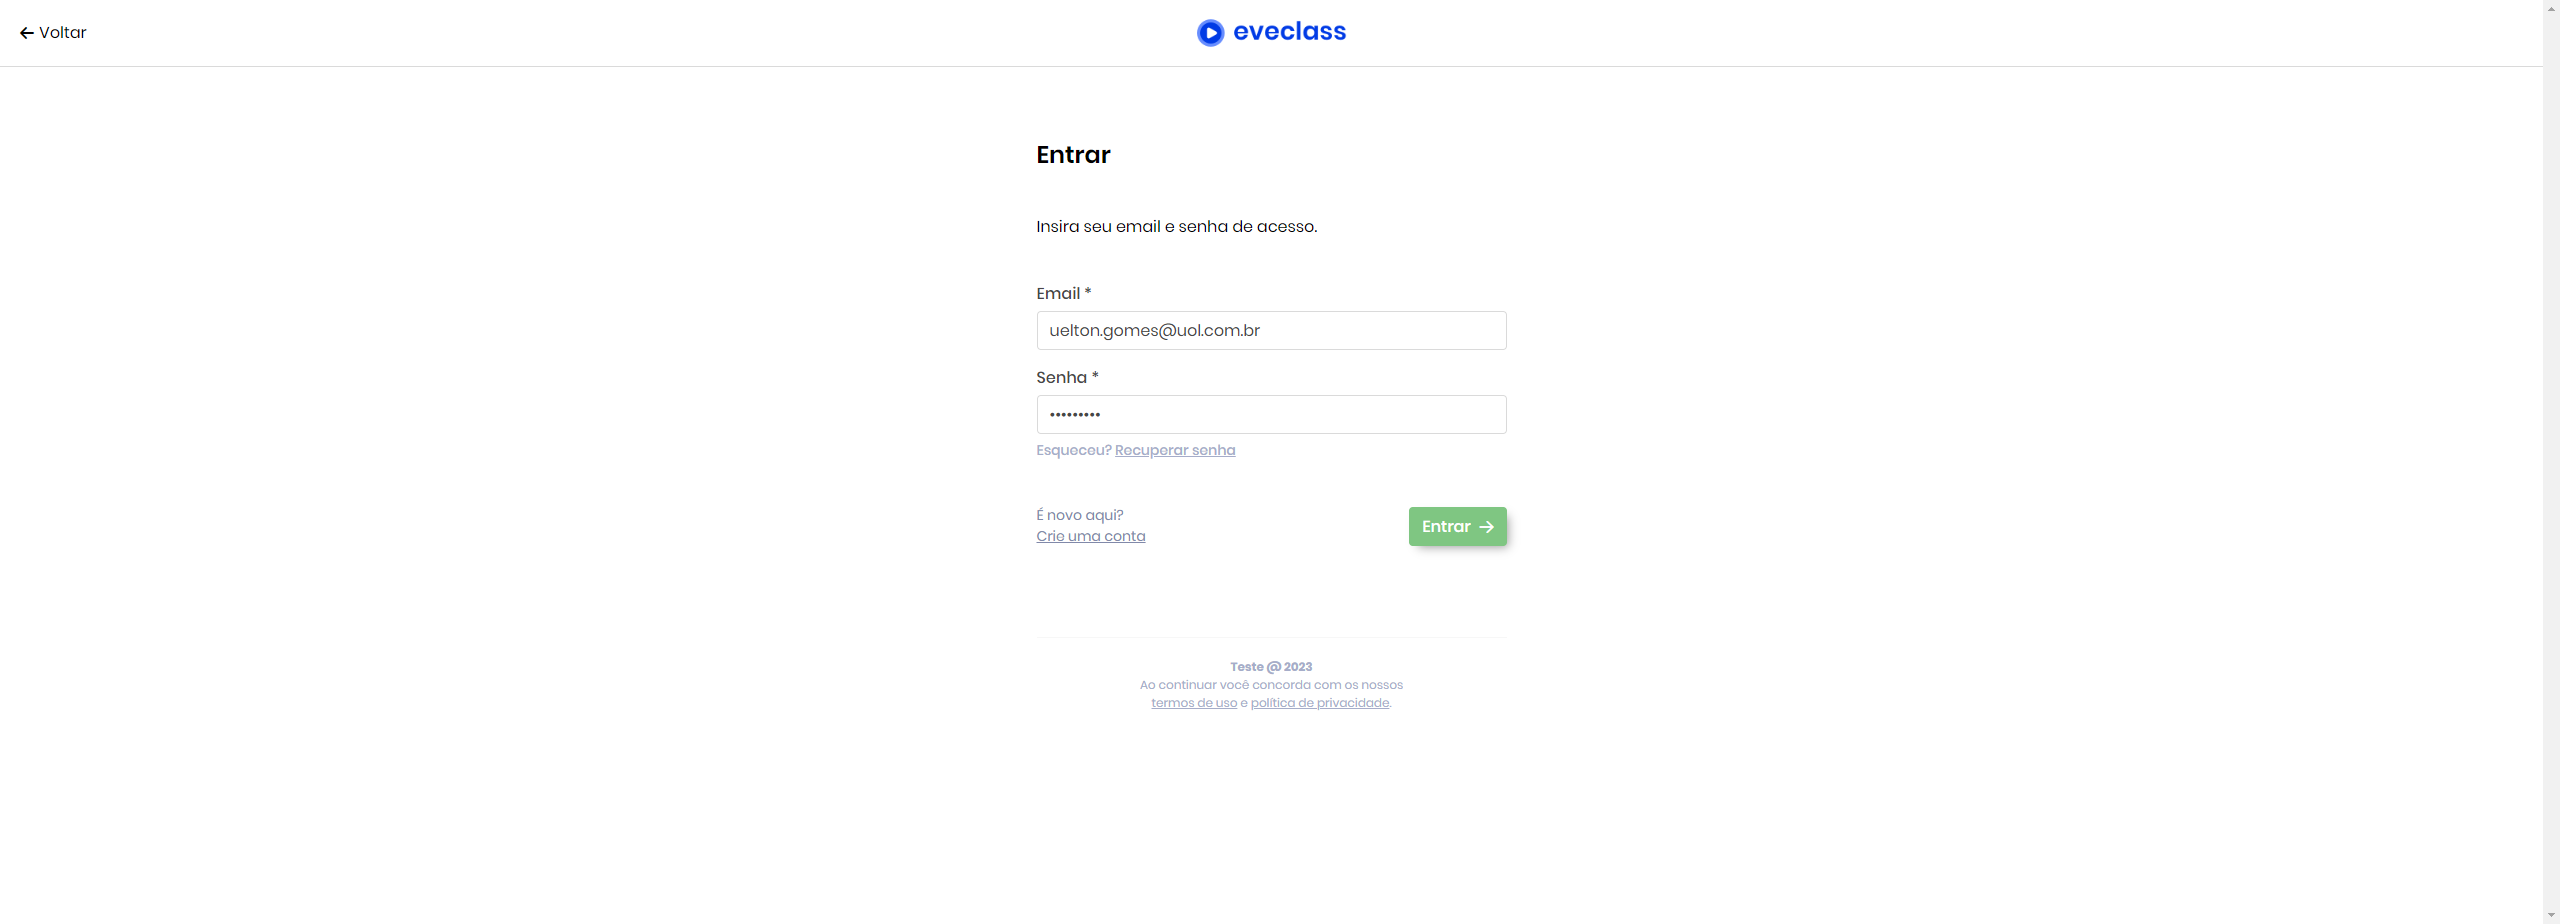 Voltar
eveclass
Entrar
Insira seu email e senha de acesso.
Email *
uelton.gomes@uol.com.br
Senha *
•••••••••
Esqueceu? Recuperar senha
É novo aqui?
Crie uma conta
Entrar
Teste @ 2023
Ao continuar você concorda com os nossos
termos de uso e política de privacidade.